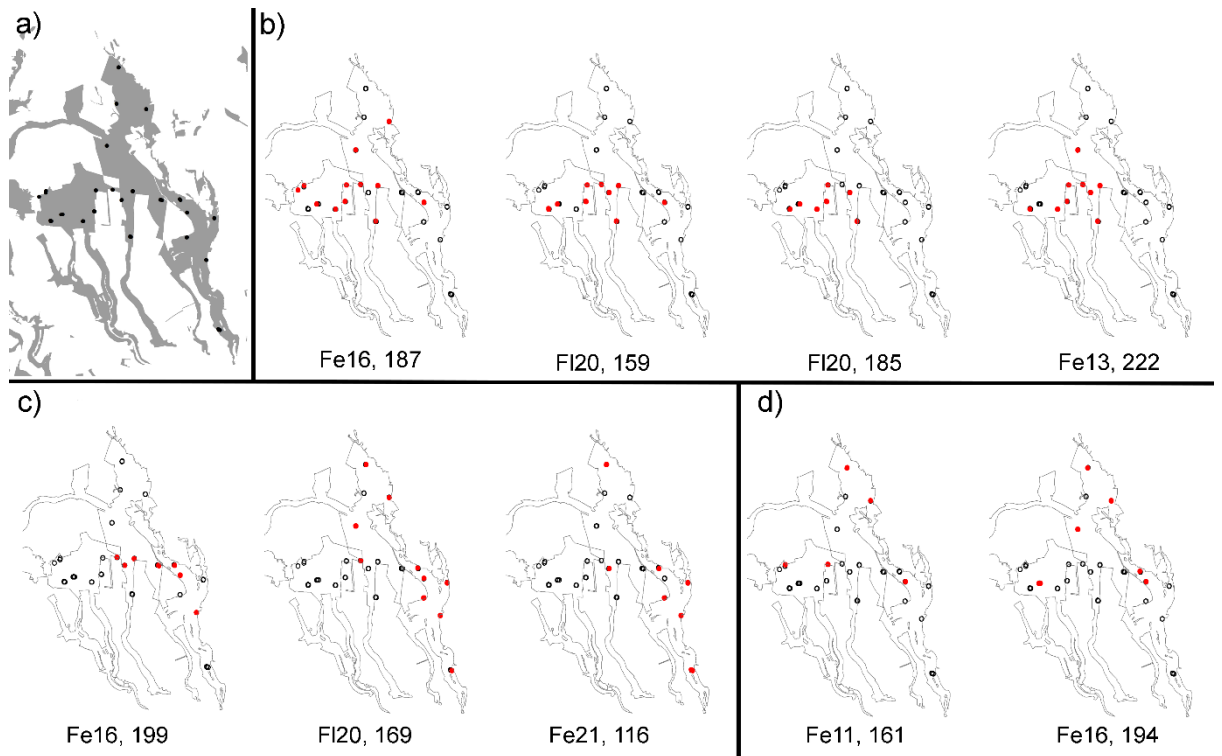 a)
b)
Fe16, 187
Fl20, 159
Fl20, 185
Fe13, 222
c)
Fe16, 199
Fl20, 169
Fe21, 116
d)
Fe11, 161
Fe16, 194